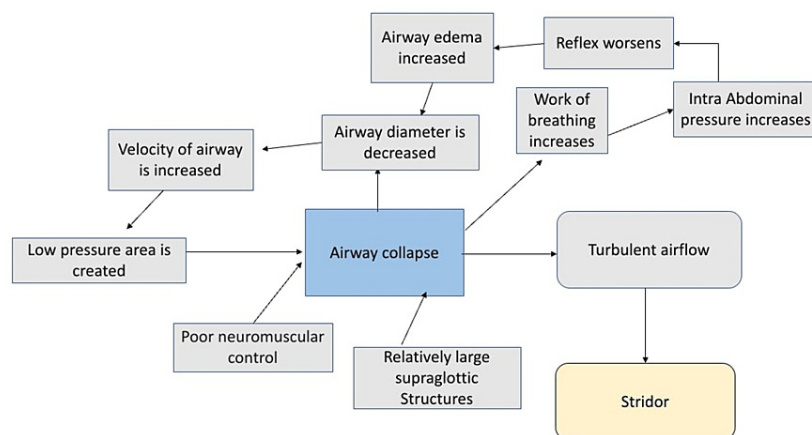 Airway edema
increased
Reflex worsens
Work of
breathing
increases
Intra Abdominal
pressure increases
Velocity of airway
is increased
Airway diameter is
decreased
Low pressure area is
created
Airway collapse
Turbulent airflow
Poor neuromuscular
control
Relatively large
supraglottic
Structures
Stridor